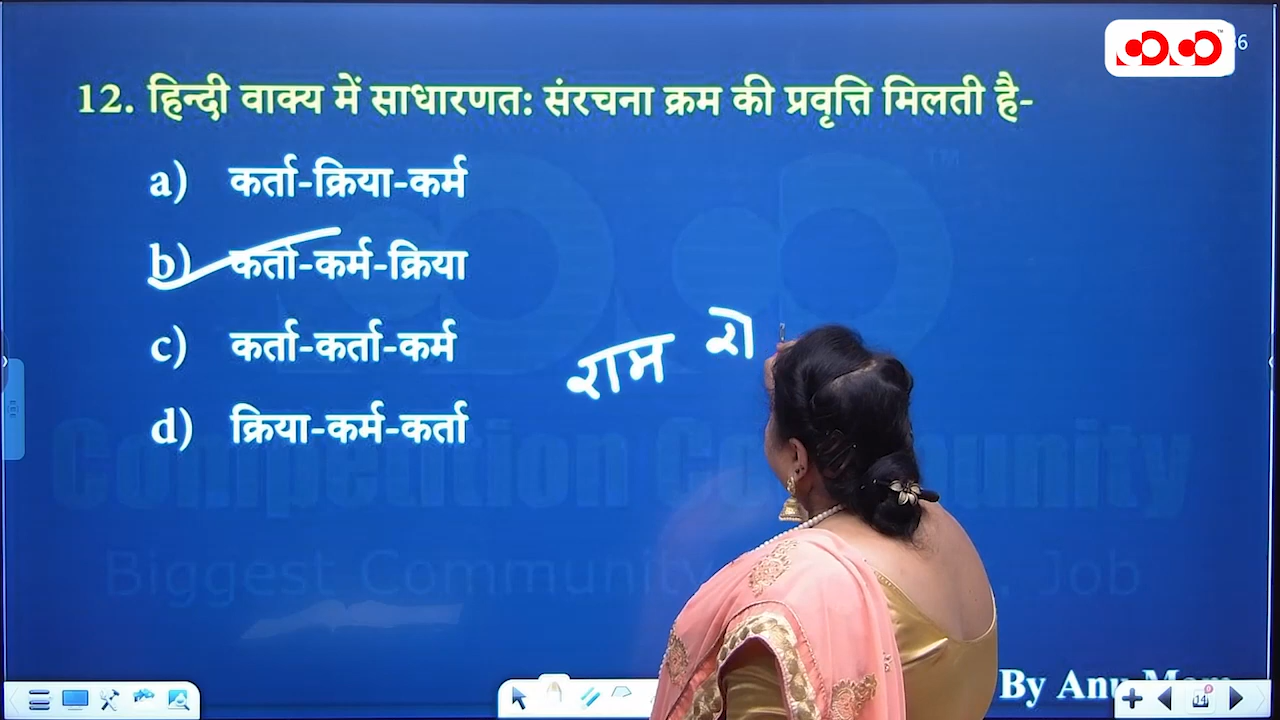 12. हिन्दी वाक्य में साधारणत: संरचना क्रम की प्रवृत्ति मिलती है-
a) कर्ता-क्रिया-कर्म
b) कर्ता-कर्म-क्रिया
c) कर्ता-कर्ता-कर्म
d) क्रिया-कर्म-कर्ता
राम रो
Competition Community
Biggest Community
Job
By Anu